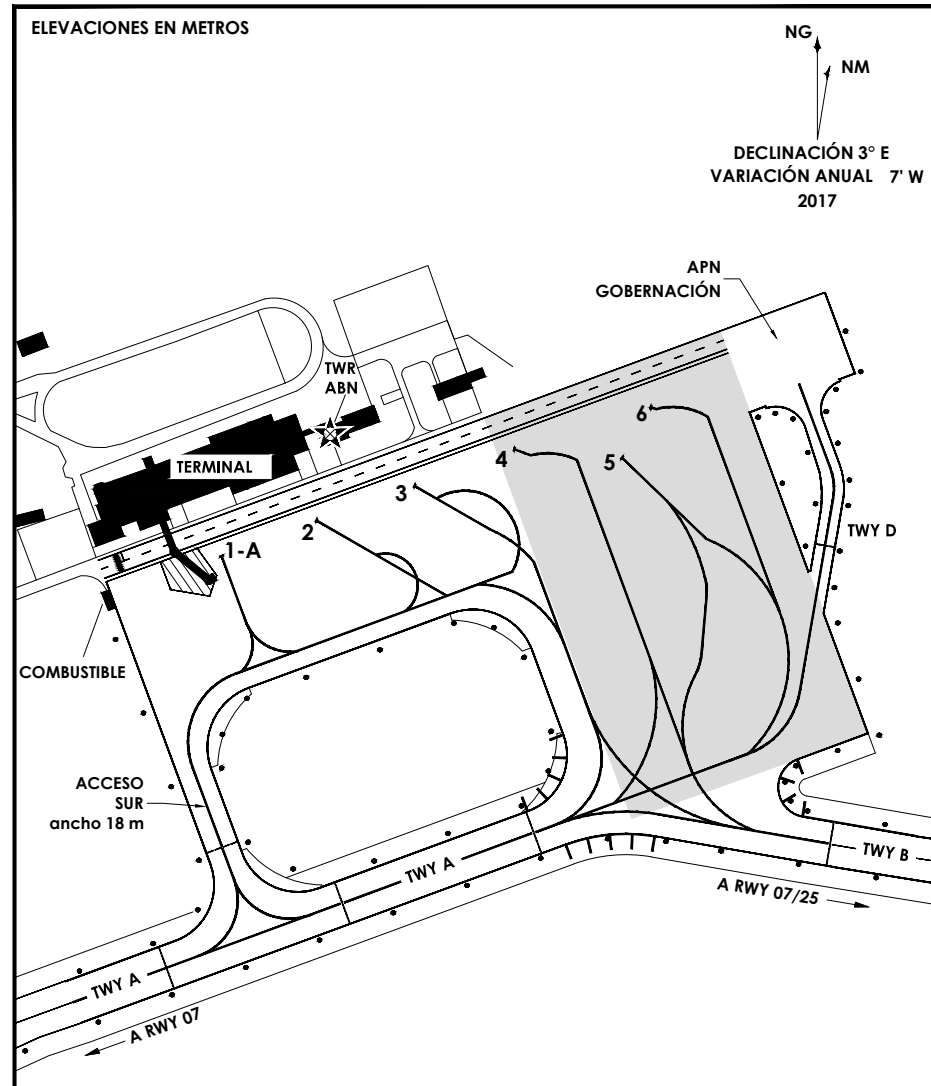 ELEVACIONES EN METROS
NG
NM
DECLINACIÓN 3° E
VARIACIÓN ANUAL 7' W
2017
APN
GOBERNACIÓN
TWR
ABN
TERMINAL
6
4
5
3
2
1-A
TWY D
COMBUSTIBLE
ACCESO
SUR
ancho 18 m
TWY A
TWY B
A RWY 07/25
TWY A
A RWY 07